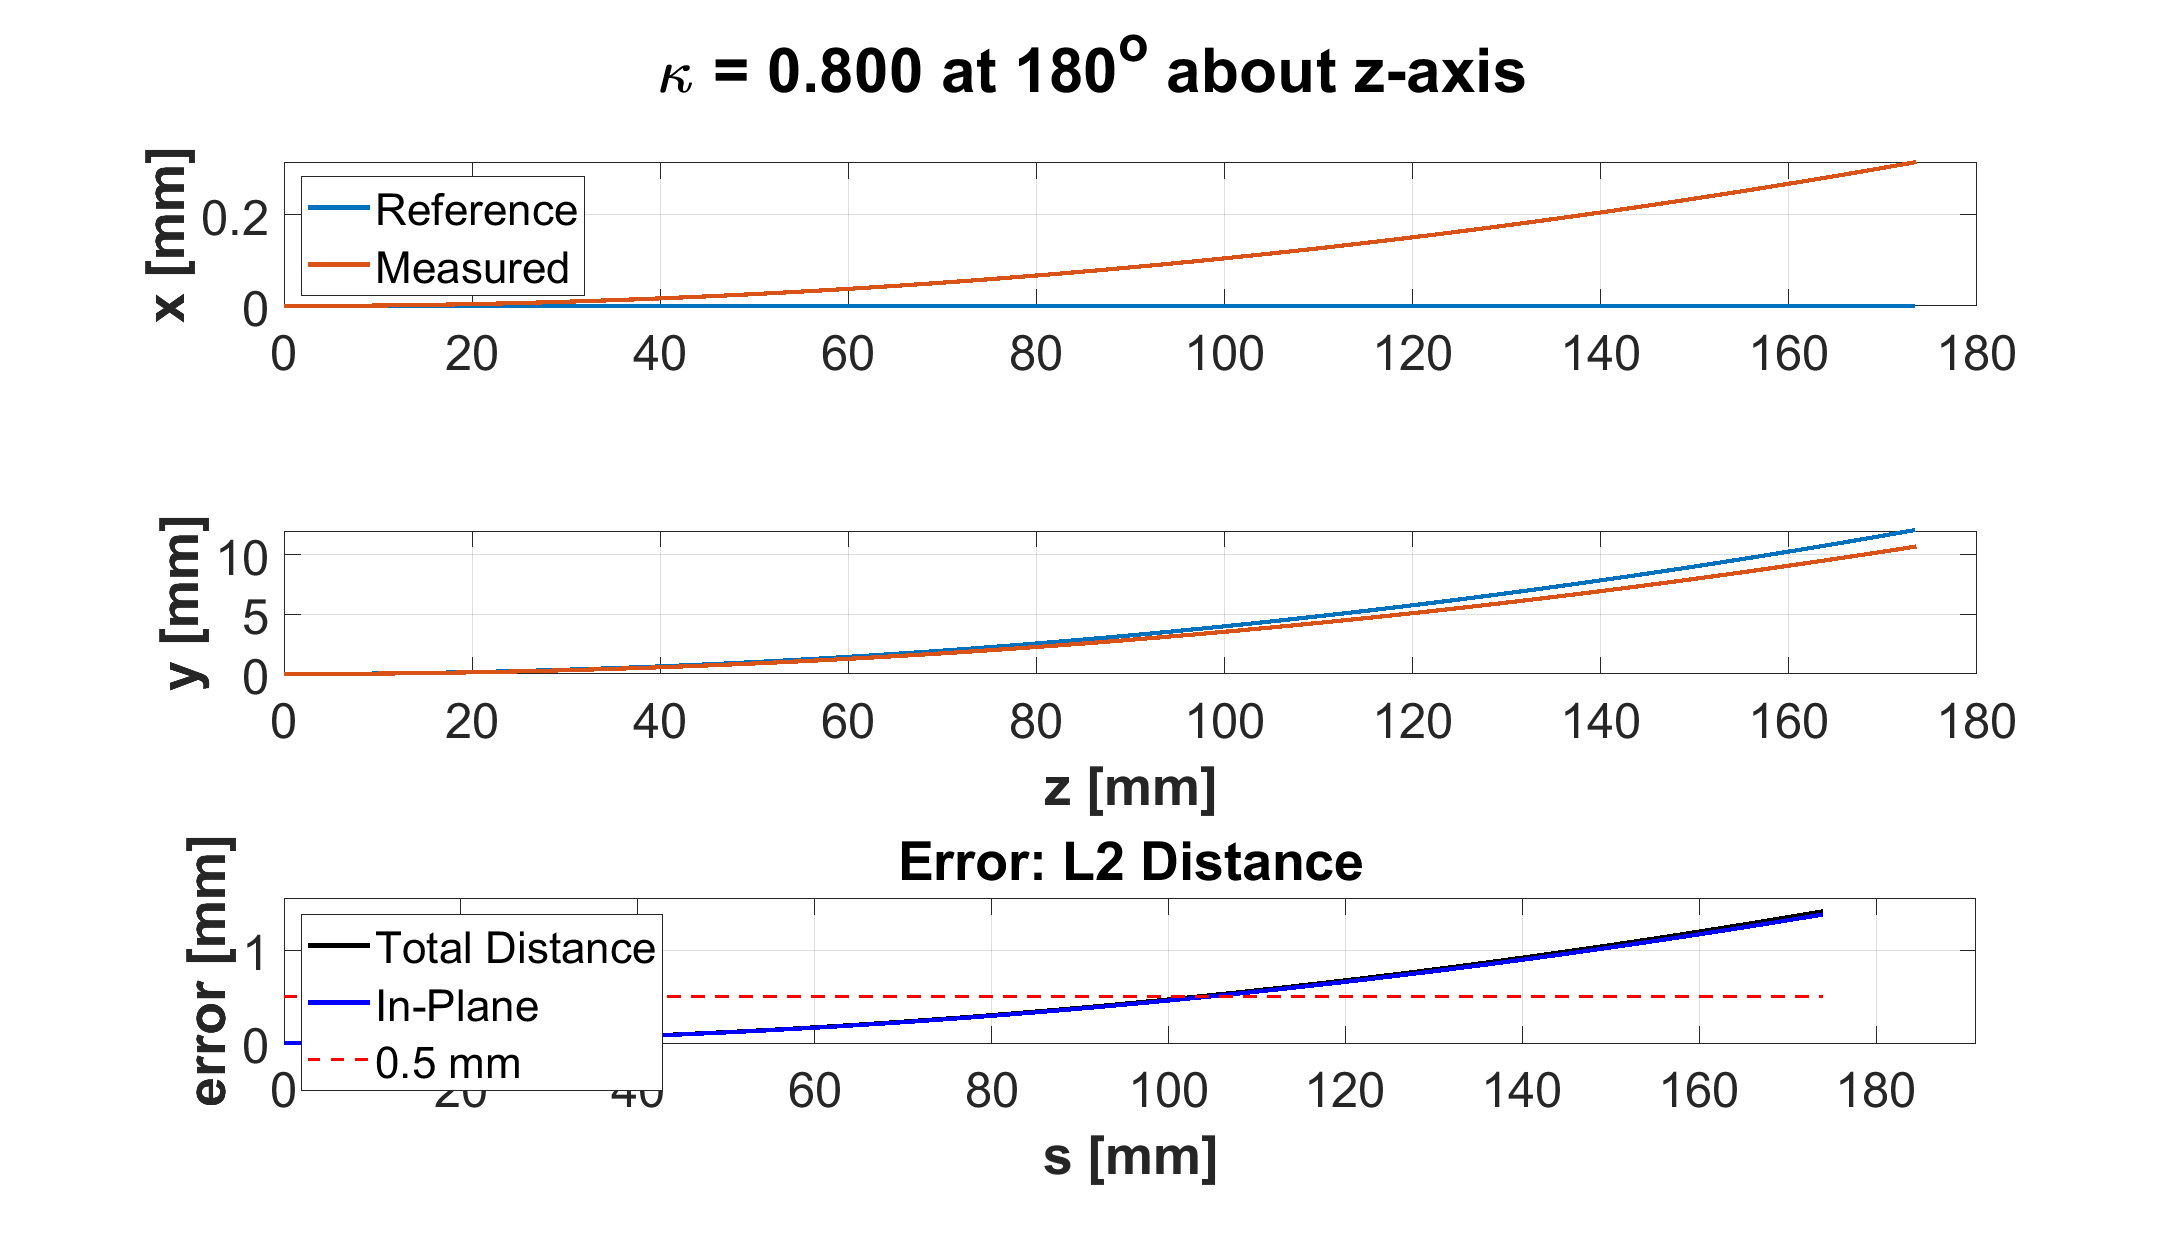 κ = 0.800 at 180° about z-axis
x [mm]
0.2
0
Reference
Measured
0 20 40 60 80 100 120 140 160 180
y [mm]
10
5
0
0 20 40 60 80 100 120 140 160 180
z [mm]
Error: L2 Distance
error [mm]
1
0
Total Distance
In-Plane
0.5 mm
0 20 40 60 80 100 120 140 160 180
s [mm]